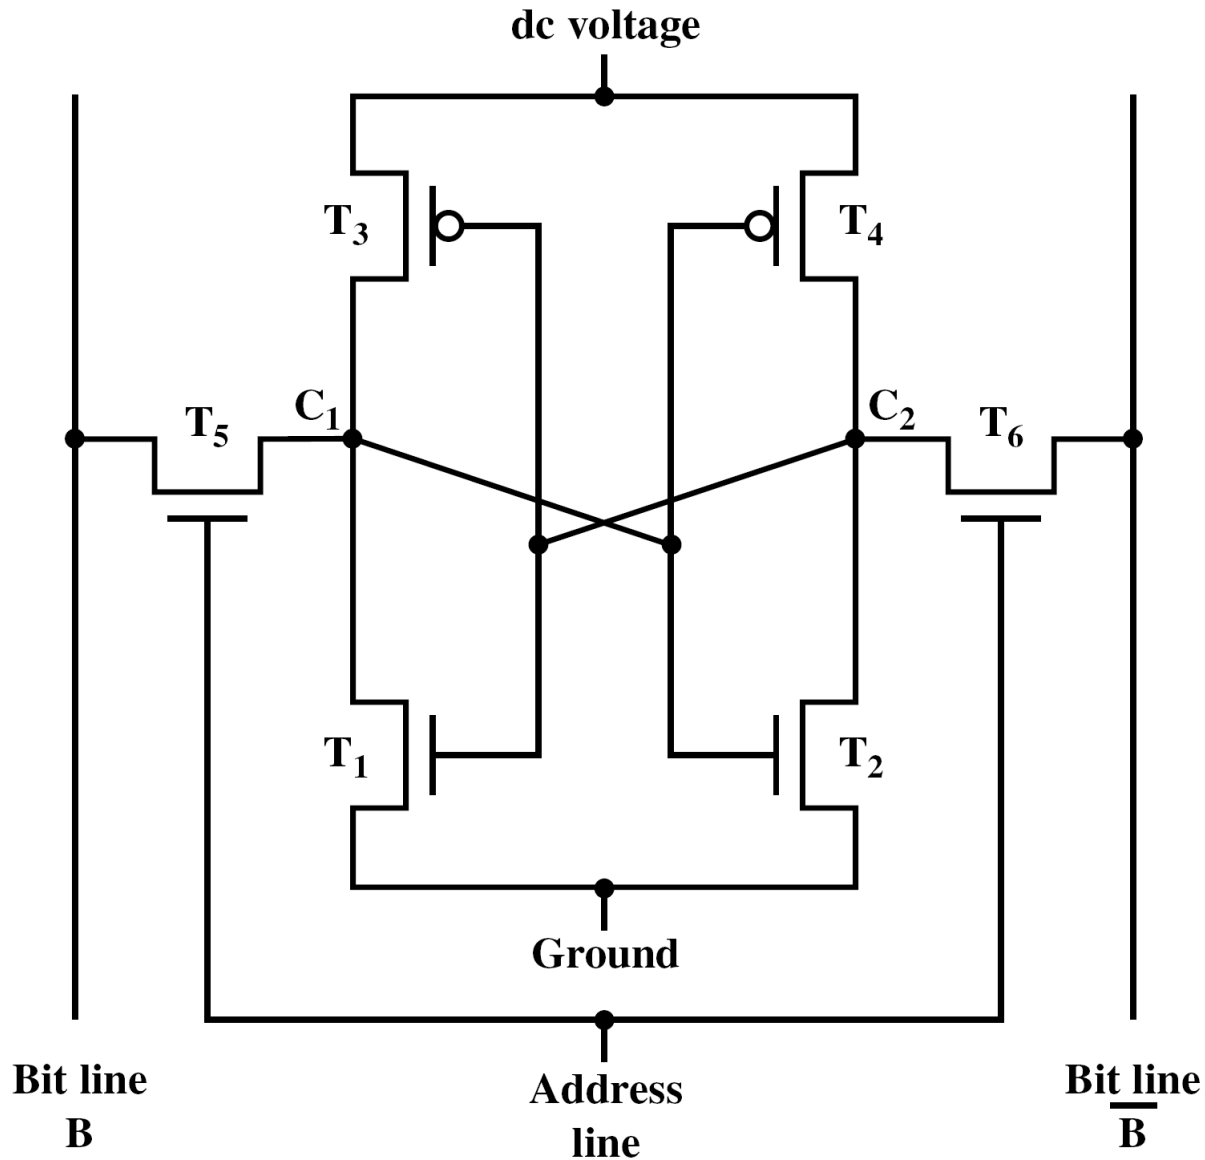 dc voltage
T3
T4
T5
C1
C2
T6
T1
T2
Ground
Bit line
B
Address
line
Bit line
B̅